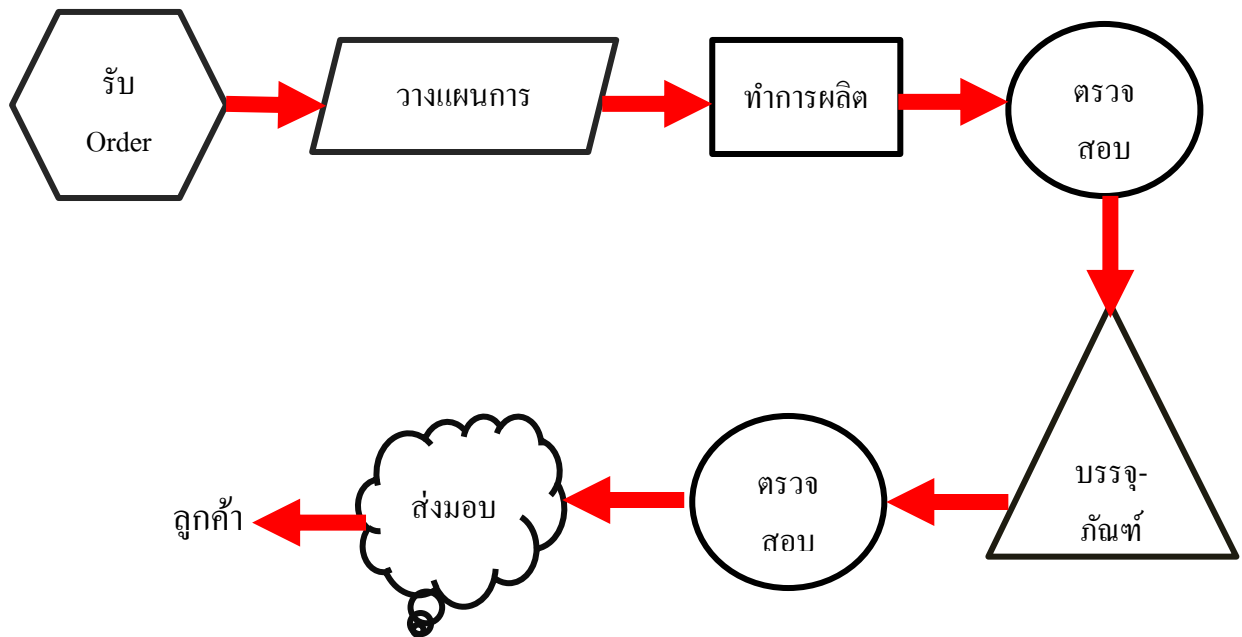 รับ
Order
วางแผนการ
ทำการผลิต
ตรวจ
สอบ
บรรจุ-
ภัณฑ์
ตรวจ
สอบ
ส่งมอบ
ลูกค้า